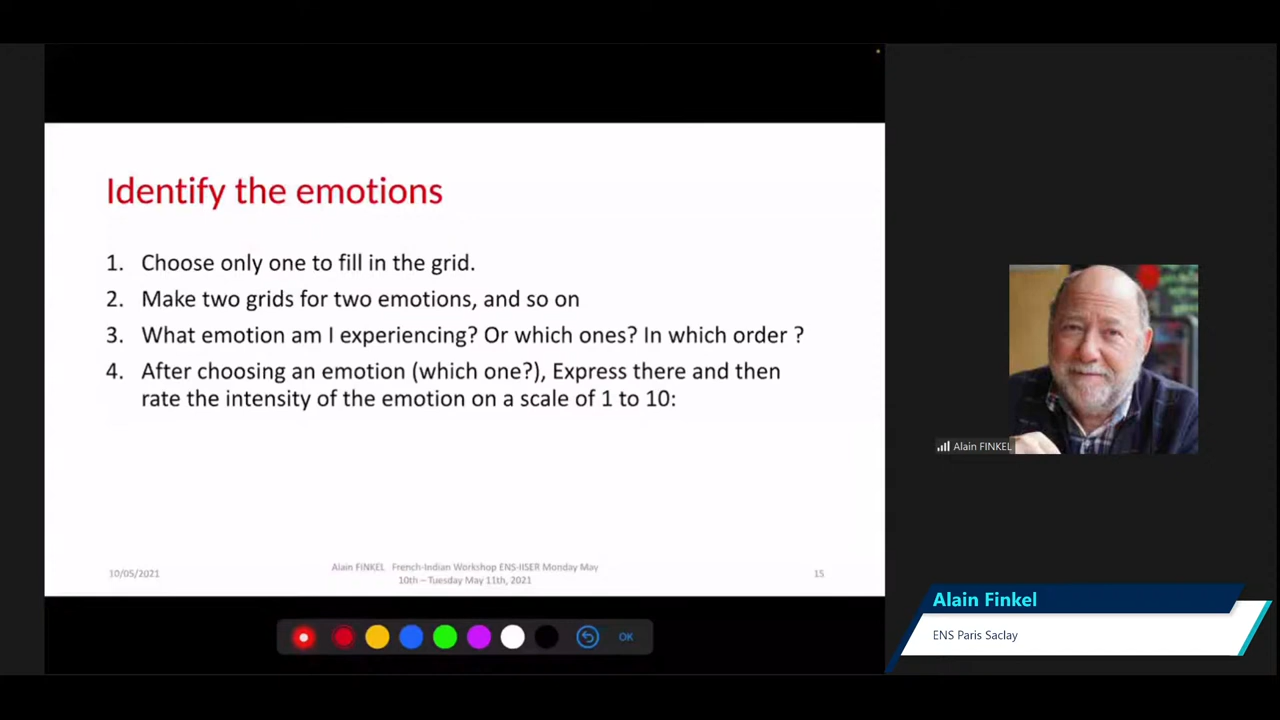 Identify the emotions
1. Choose only one to fill in the grid.
2. Make two grids for two emotions, and so on
3. What emotion am I experiencing? Or which ones? In which order ?
4. After choosing an emotion (which one?), Express there and then
rate the intensity of the emotion on a scale of 1 to 10:
10/05/2021
Alain FINKEL French-Indian Workshop ENS-IISER Monday May
10th – Tuesday May 11th, 2021
15
OK
Alain FINKEL
Alain Finkel
ENS Paris Saclay